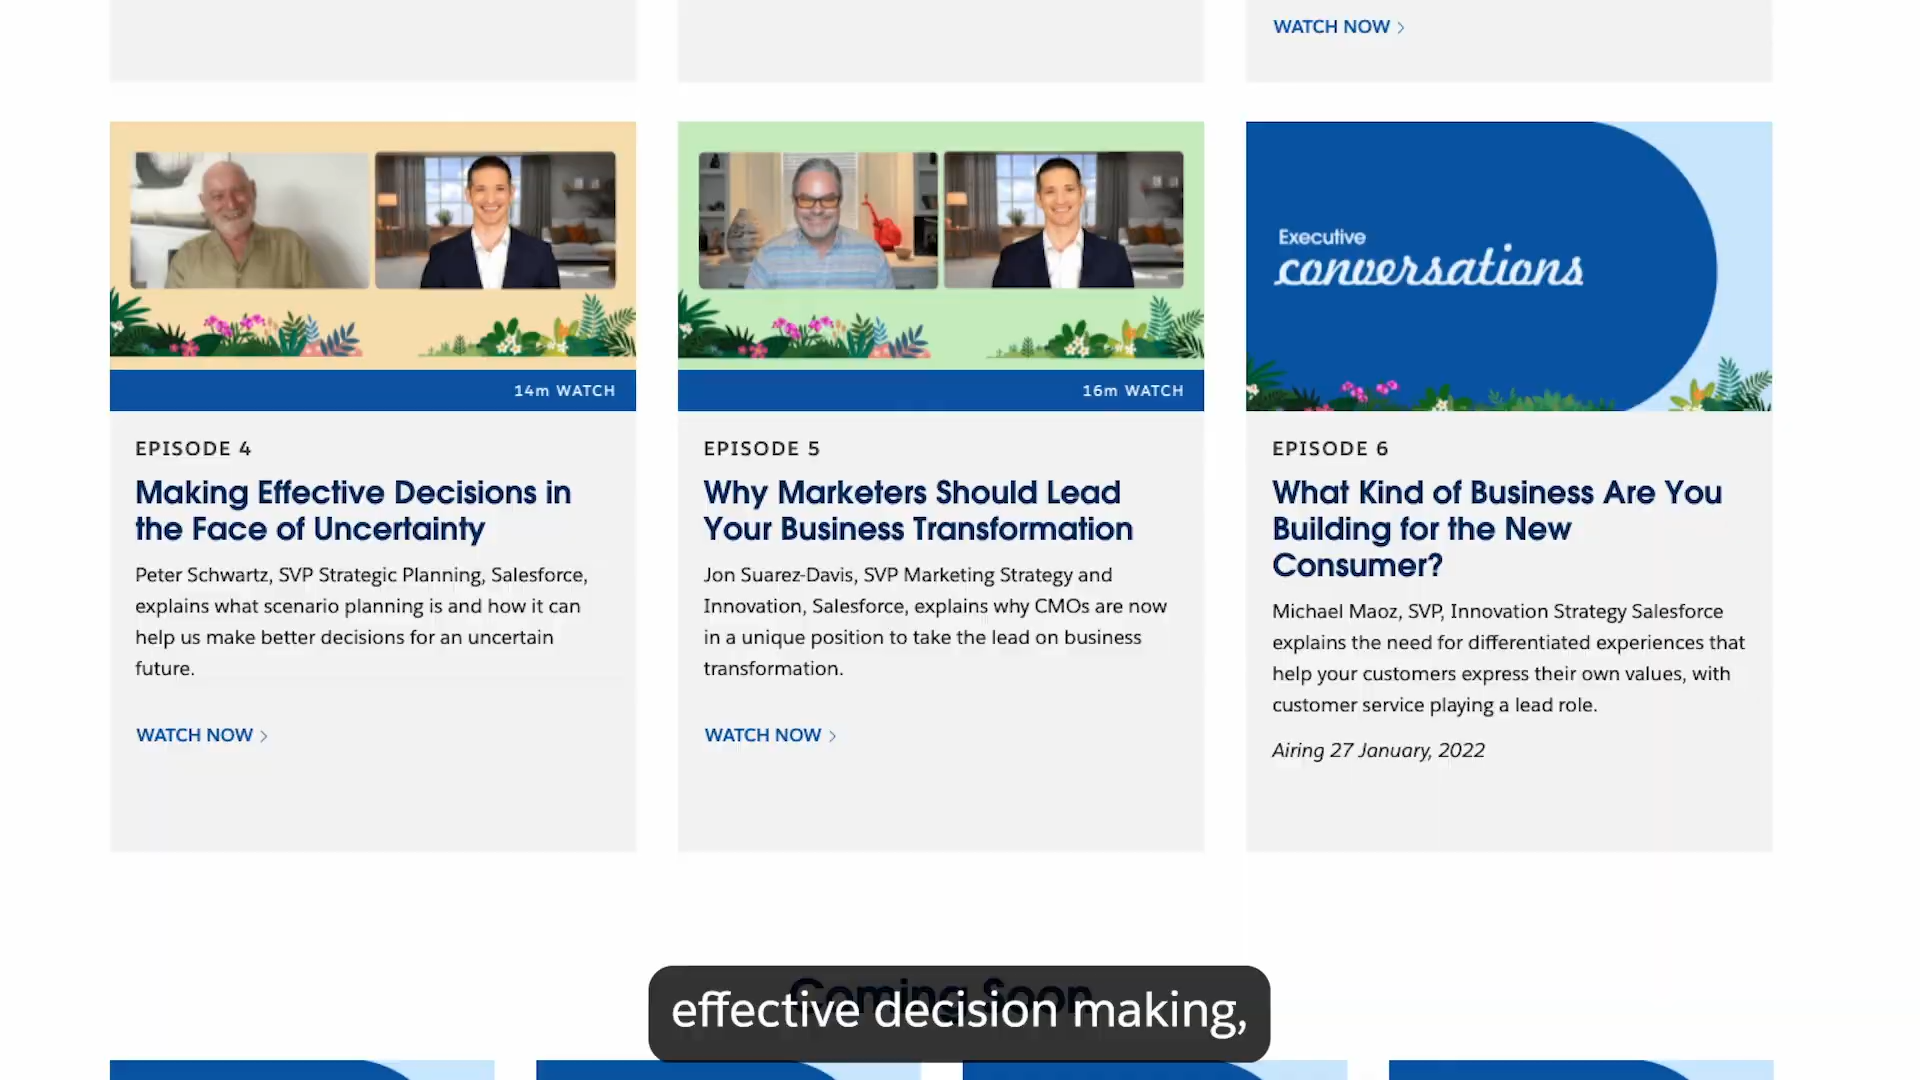 WATCH NOW
14m WATCH
16m WATCH
Executive
conversations
EPISODE 4
Making Effective Decisions in
the Face of Uncertainty
Peter Schwartz, SVP Strategic Planning, Salesforce,
explains what scenario planning is and how it can
help us make better decisions for an uncertain
future.
WATCH NOW
EPISODE 5
Why Marketers Should Lead
Your Business Transformation
Jon Suarez-Davis, SVP Marketing Strategy and
Innovation, Salesforce, explains why CMOs are now
in a unique position to take the lead on business
transformation.
WATCH NOW
EPISODE 6
What Kind of Business Are You
Building for the New
Consumer?
Michael Maoz, SVP, Innovation Strategy Salesforce
explains the need for differentiated experiences that
help your customers express their own values, with
customer service playing a lead role.
Airing 27 January, 2022
Coming Soon
effective decision making,